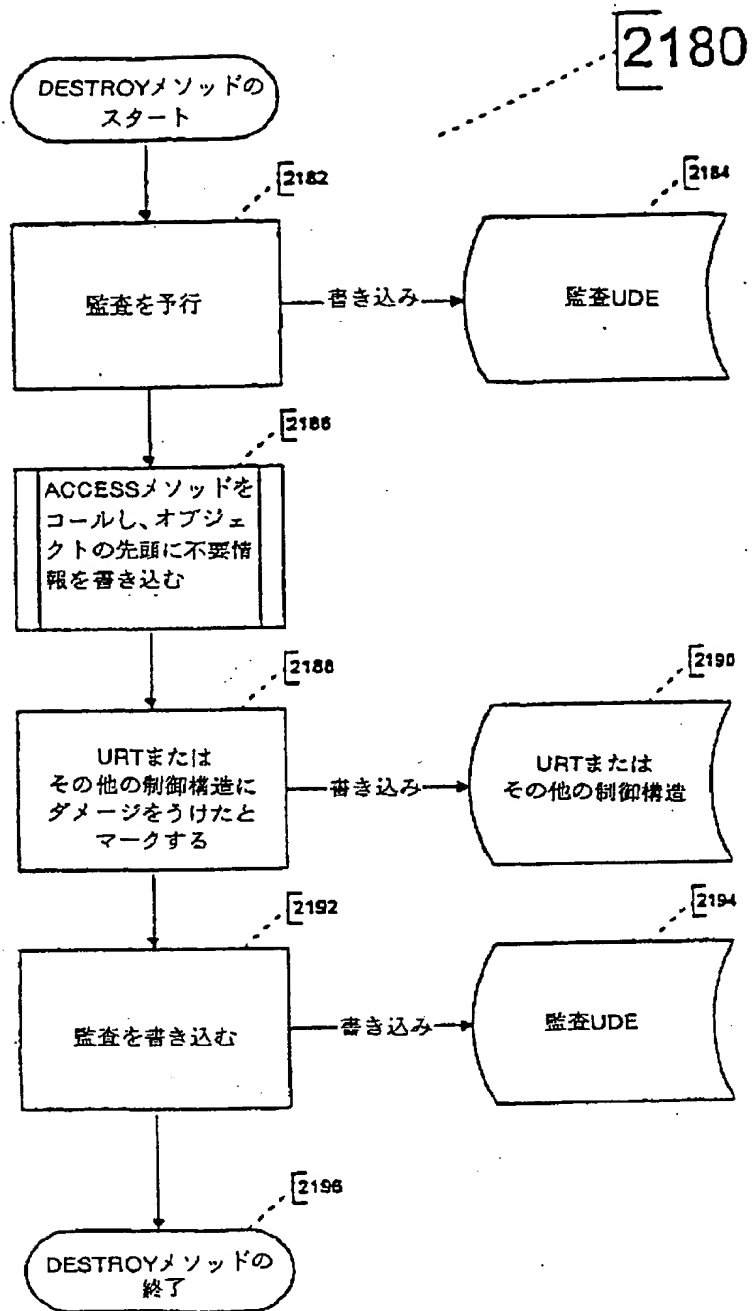 2180
DESTROYメソッドの
スタート
2182
2184
監査を予行
書き込み
監査UDE
2186
ACCESSメソッドを
コールし、オブジェ
クトの先頭に不要情
報を書き込む
2188
2190
URTまたは
その他の制御構造に
ダメージをうけたと
マークする
書き込み
URTまたは
その他の制御構造
2192
2194
監査を書き込む
書き込み
監査UDE
2196
DESTROYメソッドの
終了